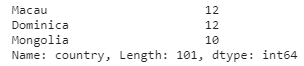 Macau 12
Dominica 12
Mongolia 10
Name: country, Length: 101, dtype: int64